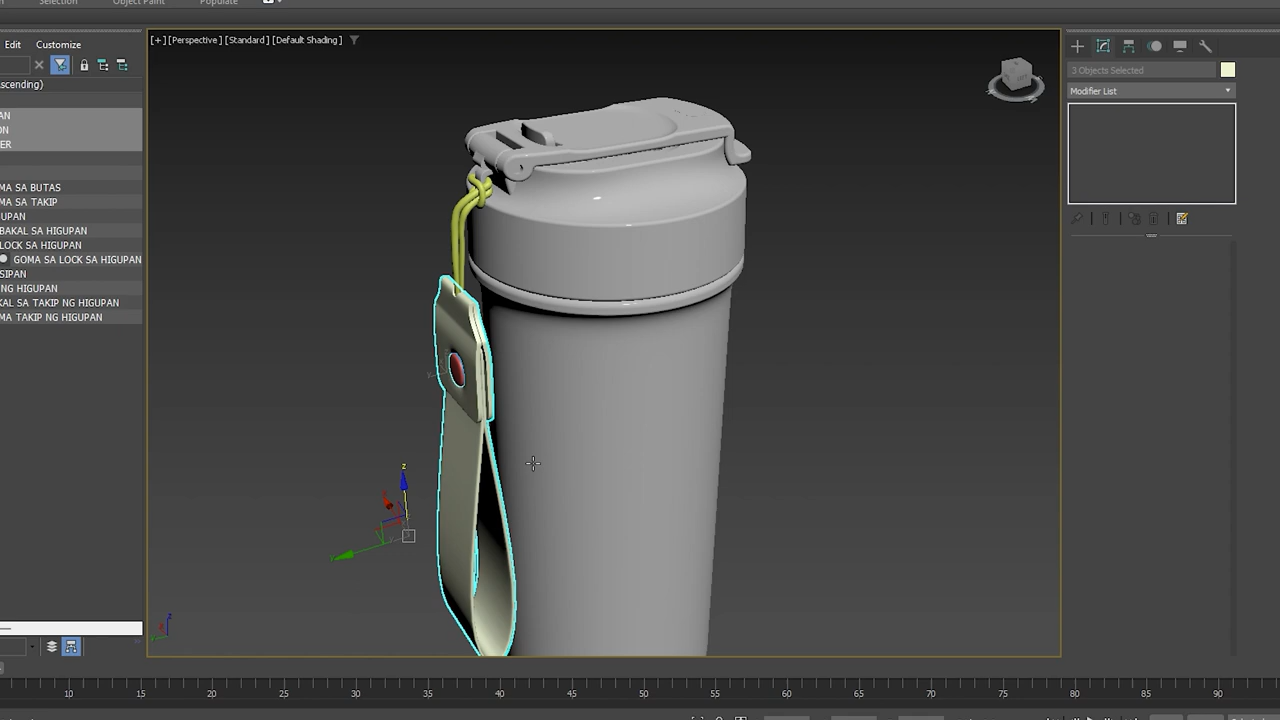 Selection Object Paint Populate
Edit Customize
[+] [Perspective] [Standard] [Default Shading]
3 Objects Selected
scending)
Modifier List
AN
ON
ER
MA SA BUTAS
MA SA TAKIP
GUPAN
BAKAL SA HIGUPAN
LOCK SA HIGUPAN
GOMA SA LOCK SA HIGUPAN
SIPAN
NG HIGUPAN
KAL SA TAKIP NG HIGUPAN
MA TAKIP NG HIGUPAN
z
y
z
10 15 20 25 30 35 40 45 50 55 60 65 70 75 80 85 90